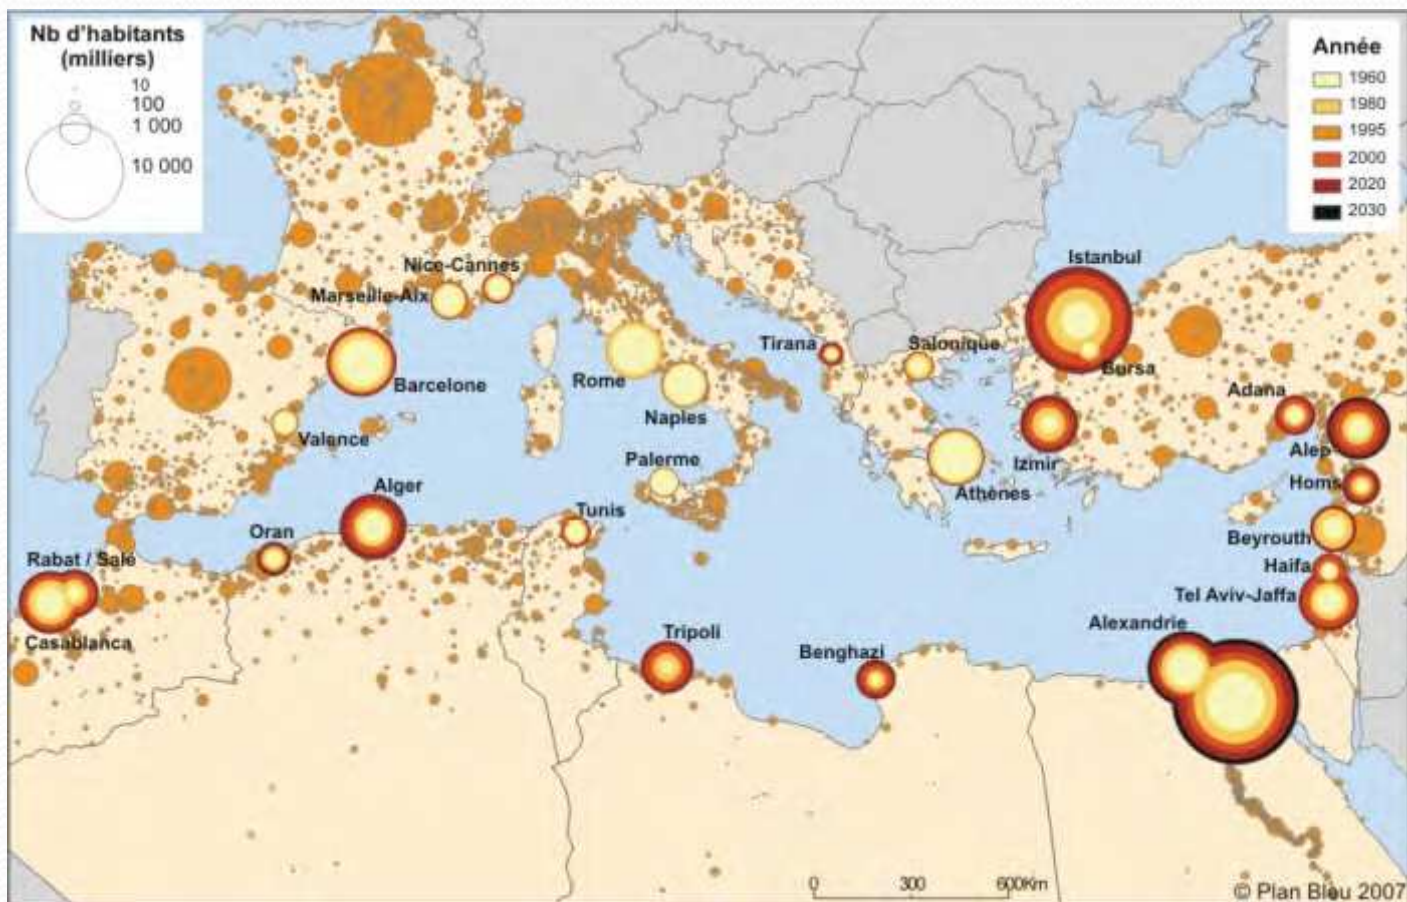 Nb d'habitants
(milliers)
10
100
1 000
10 000
Année
1960
1980
1995
2000
2020
2030
Istanbul
Nice-Cannes
Marseille-Aix
Tirana
Salonique
Bursa
Barcelone
Rome
Adana
Naples
Valance
Alep
Izmir
Palerme
Athènes
Homs
Alger
Tunis
Oran
Beyrouth
Rabat / Salé
Haifa
Tel Aviv-Jaffa
Alexandrie
Casablanca
Tripoli
Benghazi
0 300 600Km
© Plan Bleu 2007